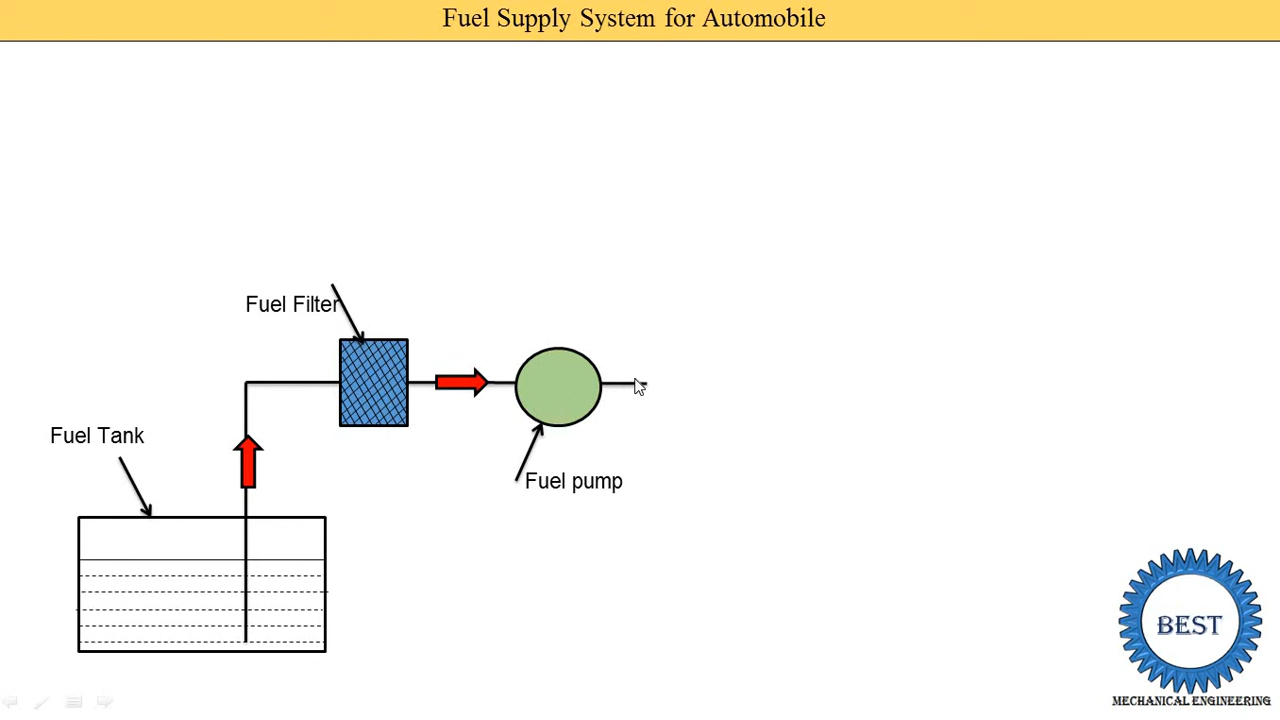 Fuel Supply System for Automobile
Fuel Filter
Fuel Tank
Fuel pump
BEST
MECHANICAL ENGINEERING